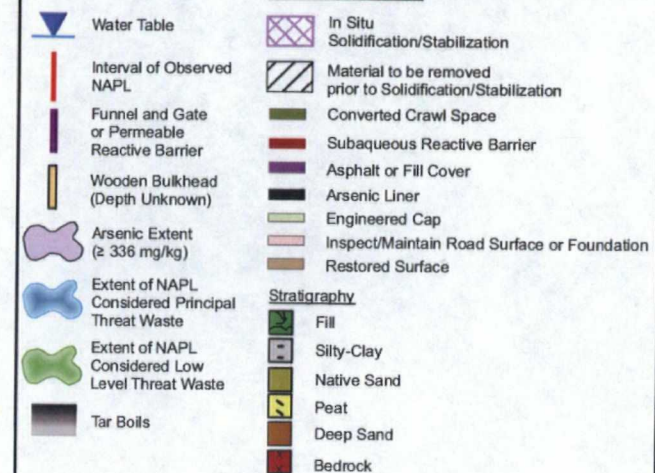 Water Table
Interval of Observed
NAPL
Funnel and Gate
or Permeable
Reactive Barrier
Wooden Bulkhead
(Depth Unknown)
Arsenic Extent
(≥ 336 mg/kg)
Extent of NAPL
Considered Principal
Threat Waste
Extent of NAPL
Considered Low
Level Threat Waste
Tar Boils
In Situ
Solidification/Stabilization
Material to be removed
prior to Solidification/Stabilization
Converted Crawl Space
Subaqueous Reactive Barrier
Asphalt or Fill Cover
Arsenic Liner
Engineered Cap
Inspect/Maintain Road Surface or Foundation
Restored Surface
Stratigraphy
Fill
Silty-Clay
Native Sand
Peat
Deep Sand
Bedrock